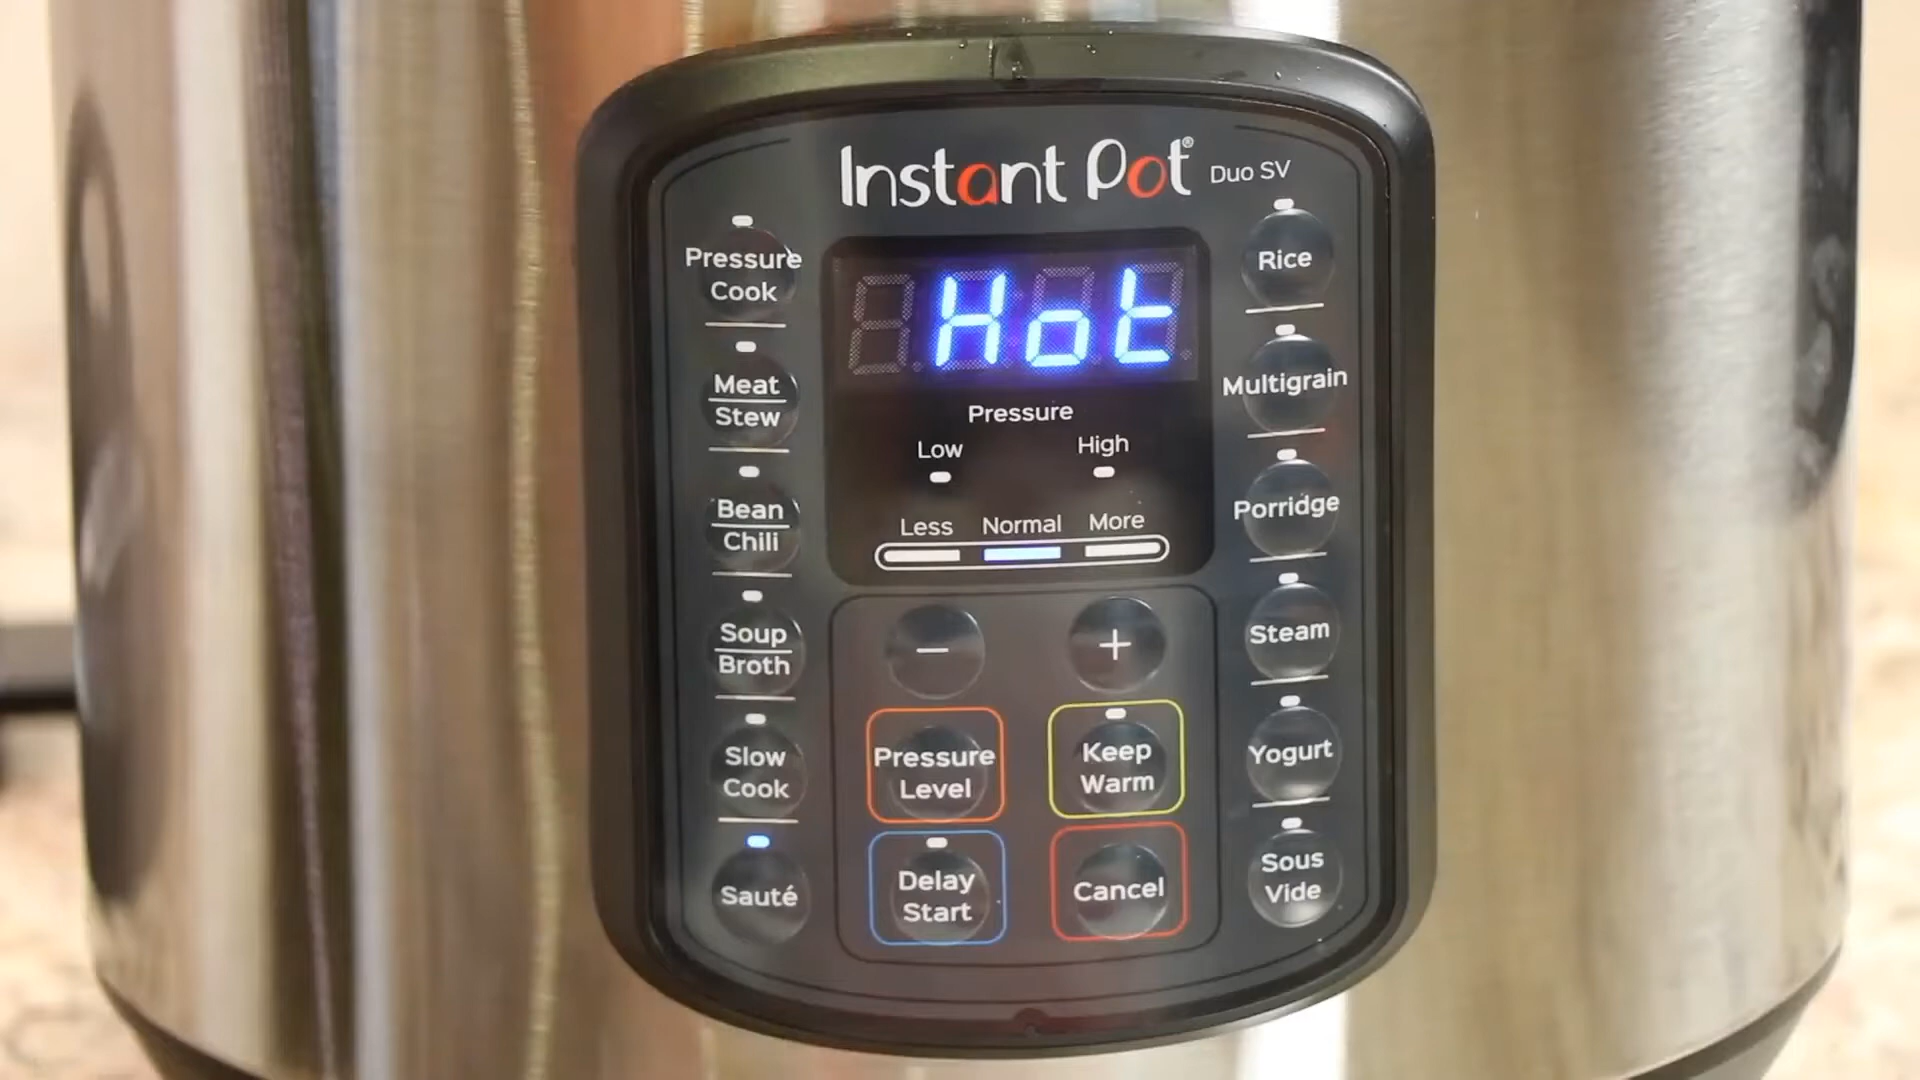 Instant Pot® Duo SV
Hot
Pressure
Low High
Less Normal More
Pressure
Cook
Meat
Stew
Bean
Chili
Soup
Broth
Slow
Cook
Sauté
− +
Pressure
Level
Keep
Warm
Delay
Start
Cancel
Rice
Multigrain
Porridge
Steam
Yogurt
Sous
Vide